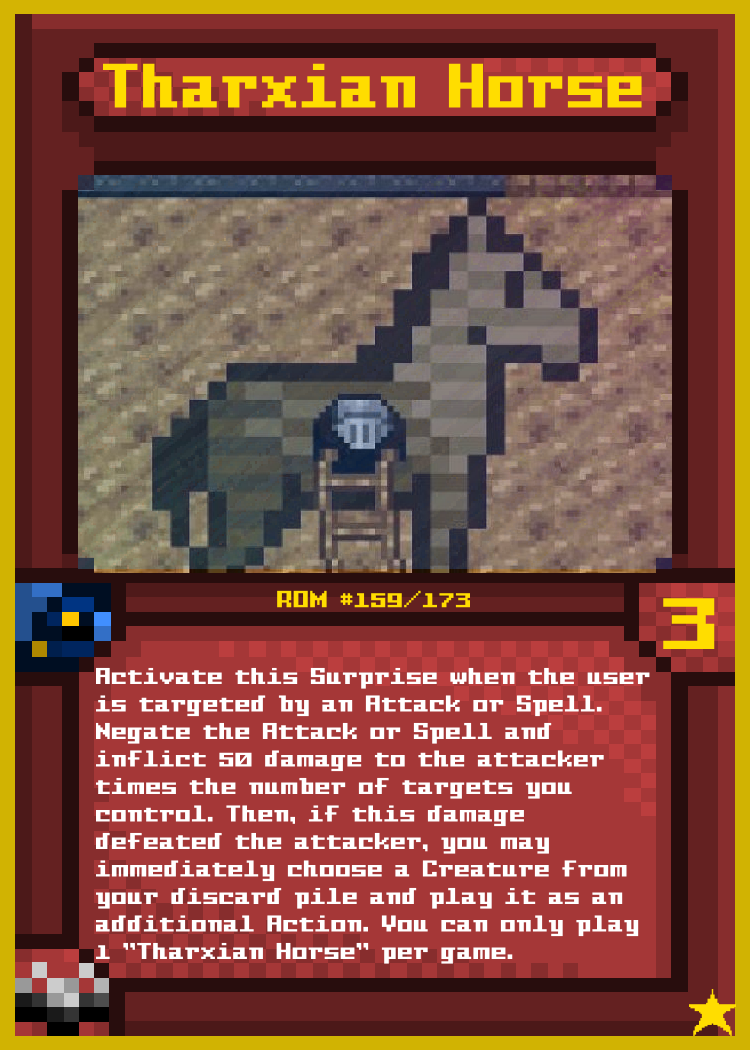 Tharxian Horse
ROM #159/173
3
Activate this Surprise when the user
is targeted by an Attack or Spell.
Negate the Attack or Spell and
inflict 50 damage to the attacker
times the number of targets you
control. Then, if this damage
defeated the attacker, you may
immediately choose a Creature from
your discard pile and play it as an
additional Action. You can only play
1 "Tharxian Horse" per game.